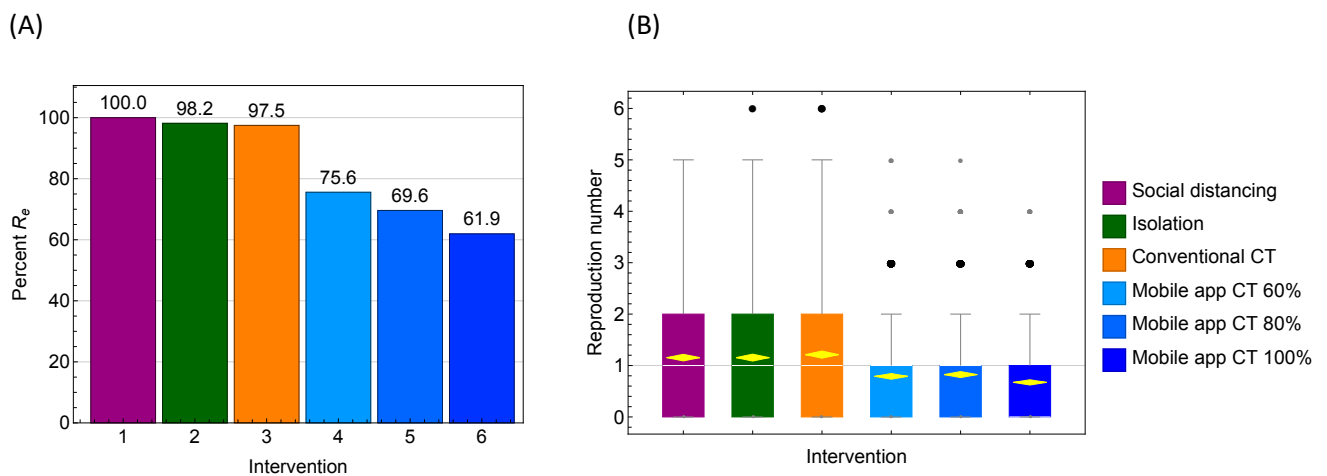 (A)
(B)
Percent Re
100
80
60
40
20
0
100.0
98.2
97.5
75.6
69.6
61.9
1 2 3 4 5 6
Intervention
Reproduction number
6
5
4
3
2
1
0
Intervention
Social distancing
Isolation
Conventional CT
Mobile app CT 60%
Mobile app CT 80%
Mobile app CT 100%